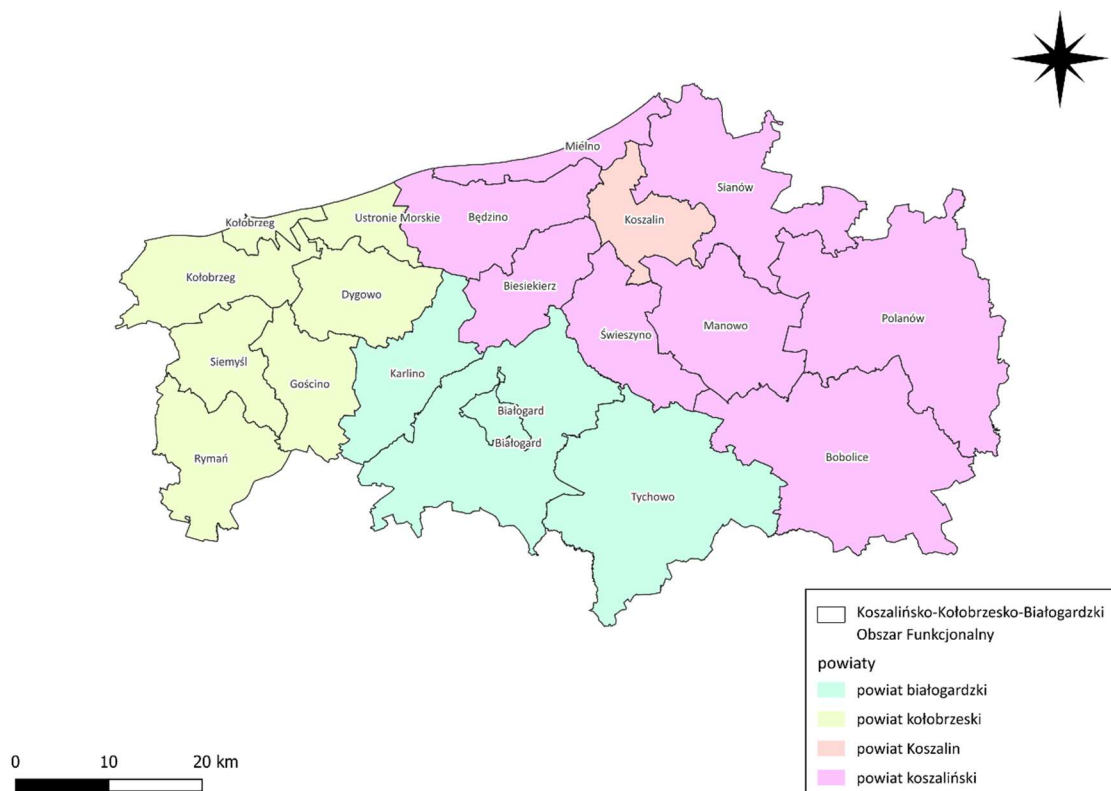 Mielno
Sianów
Kołobrzeg
Ustronie Morskie
Będzino
Koszalin
Kołobrzeg
Dygowo
Biesiekierz
Świeszyno
Manowo
Polanów
Siemyśl
Gościno
Karlino
Białogard
Białogard
Rymań
Bobolice
Tychowo
Koszalińsko-Kołobrzesko-Białogardzki
Obszar Funkcjonalny
powiaty
powiat białogardzki
powiat kołobrzeski
powiat Koszalin
powiat koszaliński
0 10 20 km